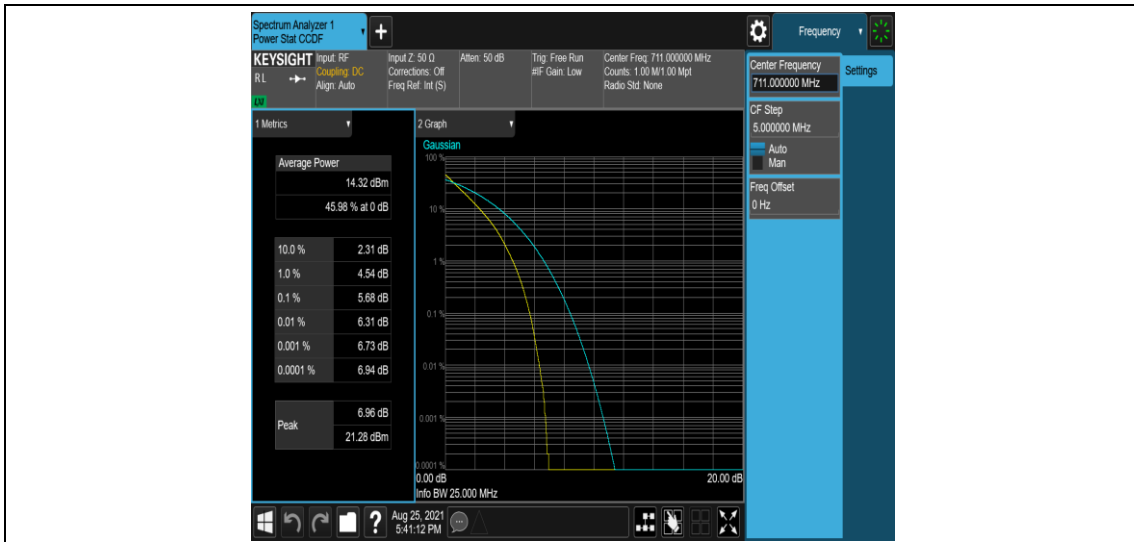 Spectrum Analyzer 1
Power Stat CCDF
+
Frequency
KEYSIGHT
RL
LXI
Input: RF
Coupling: DC
Align: Auto
Input Z: 50 Ω
Corrections: Off
Freq Ref: Int (S)
Atten: 50 dB
Trig: Free Run
#IF Gain: Low
Center Freq: 711.000000 MHz
Counts: 1.00 M/1.00 Mpt
Radio Std: None
Center Frequency
711.000000 MHz
Settings
CF Step
5.000000 MHz
Auto
Man
Freq Offset
0 Hz
1 Metrics
Average Power
14.32 dBm
45.98 % at 0 dB
10.0 % 2.31 dB
1.0 % 4.54 dB
0.1 % 5.68 dB
0.01 % 6.31 dB
0.001 % 6.73 dB
0.0001 % 6.94 dB
Peak
6.96 dB
21.28 dBm
2 Graph
Gaussian
100 %
10 %
1 %
0.1 %
0.01 %
0.001 %
0.0001 %
0.00 dB 20.00 dB
Info BW 25.000 MHz
?
Aug 25, 2021
5:41:12 PM